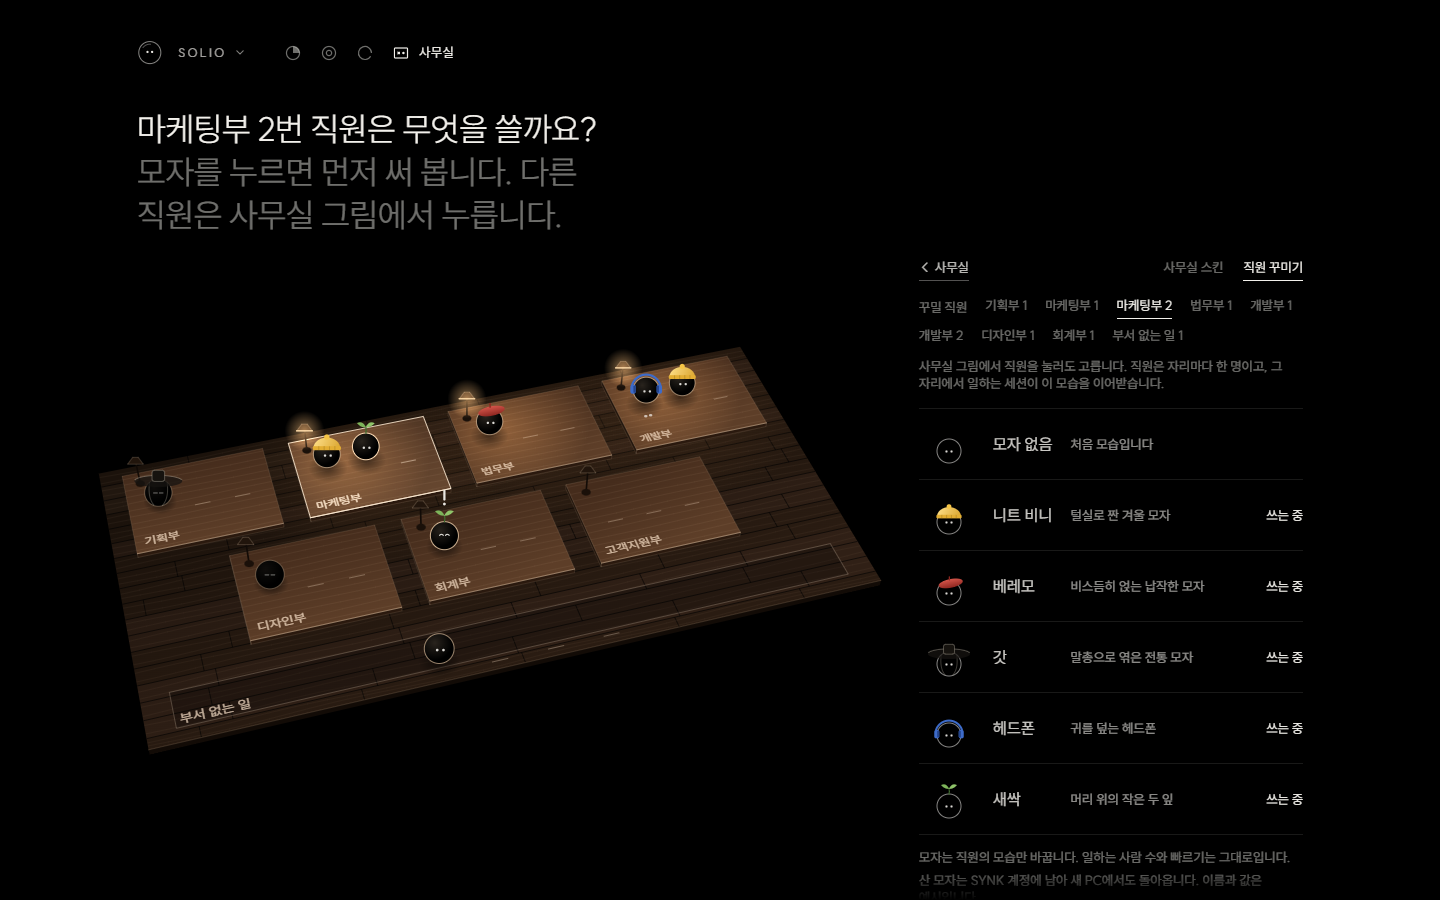 SOLIO
사무실
마케팅부 2번 직원은 무엇을 쓸까요?
모자를 누르면 먼저 써 봅니다. 다른
직원은 사무실 그림에서 누릅니다.
사무실
사무실 스킨
직원 꾸미기
꾸밀 직원 기획부 1 마케팅부 1 마케팅부 2 법무부 1 개발부 1
개발부 2 디자인부 1 회계부 1 부서 없는 일 1
사무실 그림에서 직원을 눌러도 고릅니다. 직원은 자리마다 한 명이고, 그
자리에서 일하는 세션이 이 모습을 이어받습니다.
모자 없음 처음 모습입니다
니트 비니 털실로 짠 겨울 모자 쓰는 중
베레모 비스듬히 얹는 납작한 모자 쓰는 중
갓 말총으로 엮은 전통 모자 쓰는 중
헤드폰 귀를 덮는 헤드폰 쓰는 중
새싹 머리 위의 작은 두 잎 쓰는 중
모자는 직원의 모습만 바꿉니다. 일하는 사람 수와 빠르기는 그대로입니다.
산 모자는 SYNK 계정에 남아 새 PC에서도 돌아옵니다. 이름과 값은
개발부
법무부
마케팅부
기획부
고객지원부
회계부
디자인부
부서 없는 일